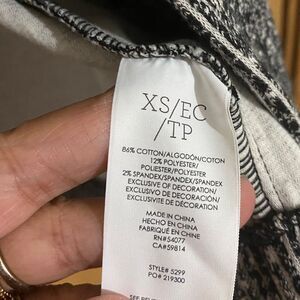 XS/EC
/TP
86% COTTON/ALGODÓN/COTON
12% POLYESTER/
POLIESTER/POLYESTER
2% SPANDEX/SPANDEX/SPANDEX
EXCLUSIVE OF DECORATION/
EXCLUSIVO DE DECORACIÓN/
EXCLUSIVITÉ DE DÉCORATION
MADE IN CHINA
HECHO EN CHINA
FABRIQUÉ EN CHINE
RN#54077
CA#59814
STYLE# 5299
PO# 219300
SEE